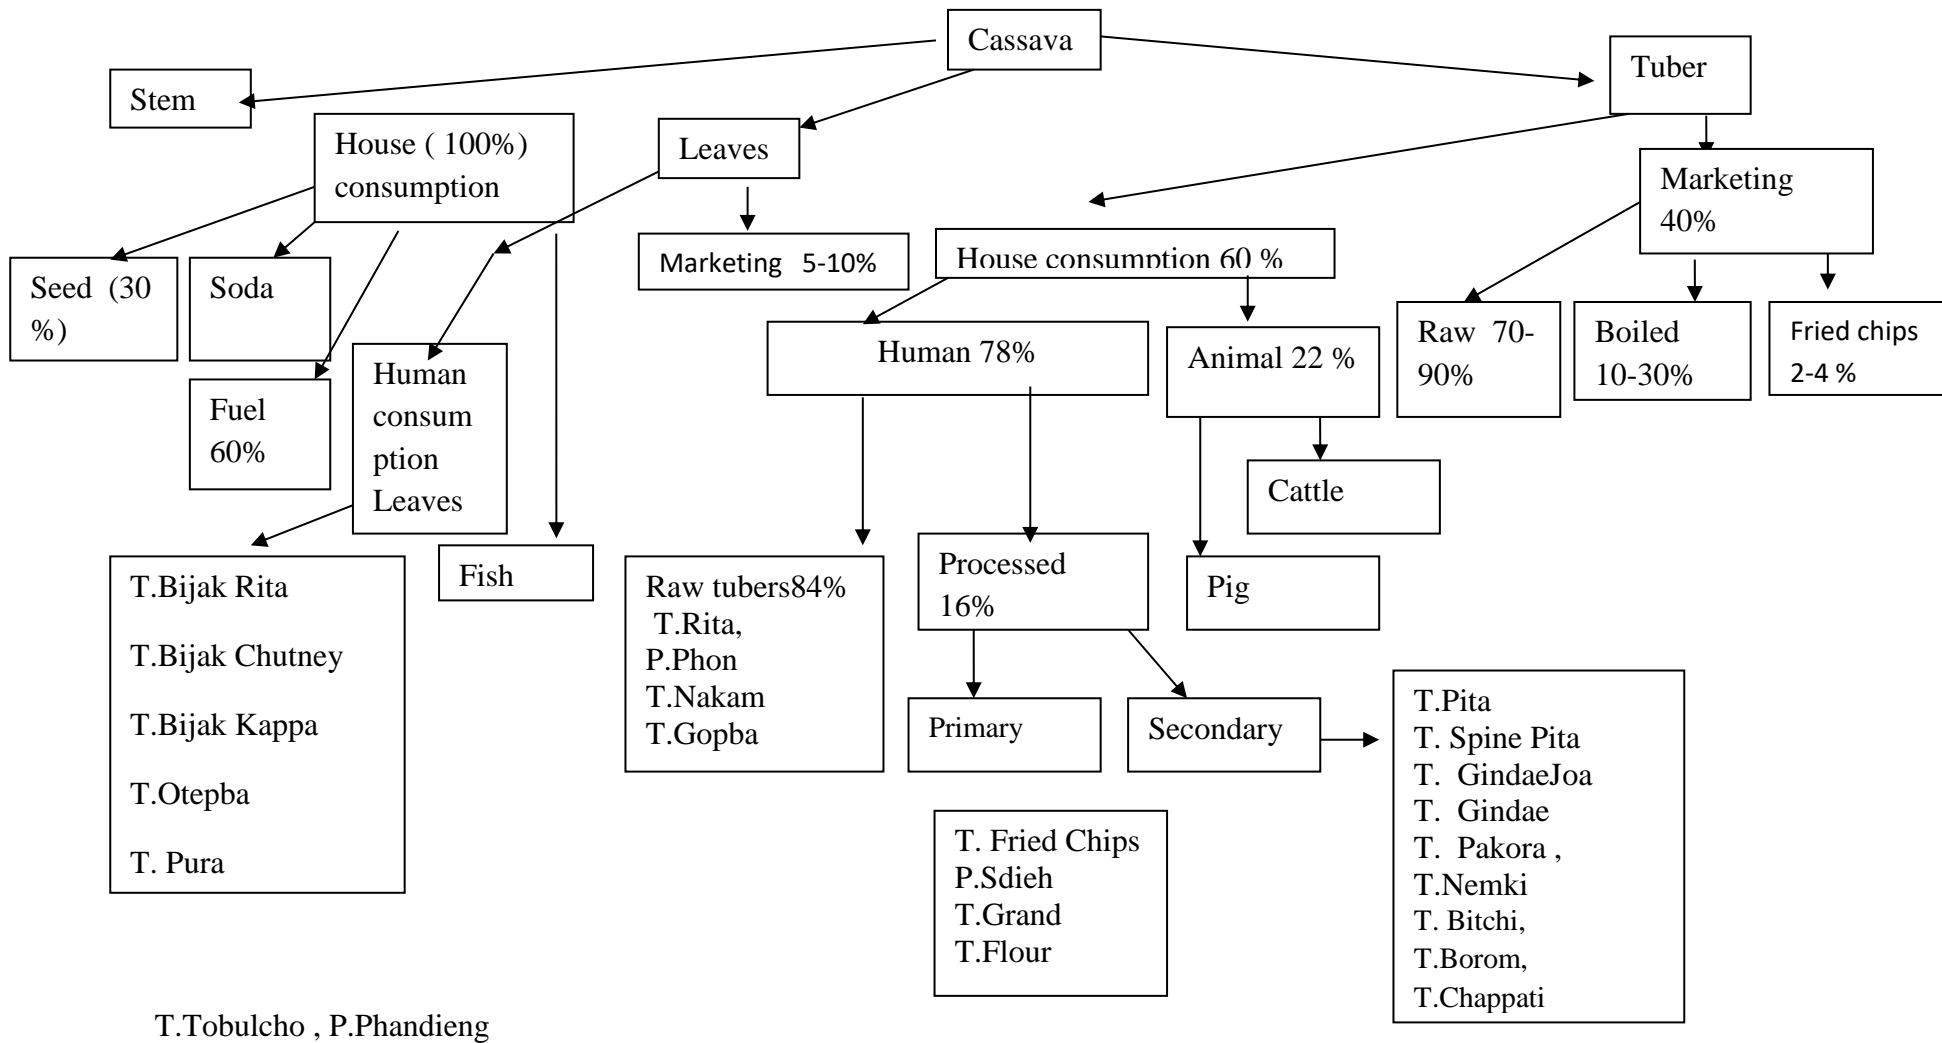 Cassava
Stem
Tuber
House ( 100%)
consumption
Leaves
Marketing
40%
Marketing 5-10%
House consumption 60 %
Seed (30
%)
Soda
Raw 70-
90%
Boiled
10-30%
Fried chips
2-4 %
Human 78%
Animal 22 %
Fuel
60%
Human
consum
ption
Leaves
Cattle
Fish
Processed
16%
Pig
T.Bijak Rita
T.Bijak Chutney
T.Bijak Kappa
T.Otepba
T. Pura
Raw tubers84%
T.Rita,
P.Phon
T.Nakam
T.Gopba
Primary
Secondary
T.Pita
T. Spine Pita
T. GindaeJoa
T. Gindae
T. Pakora ,
T.Nemki
T. Bitchi,
T.Borom,
T.Chappati
T. Fried Chips
P.Sdieh
T.Grand
T.Flour
T.Tobulcho , P.Phandieng